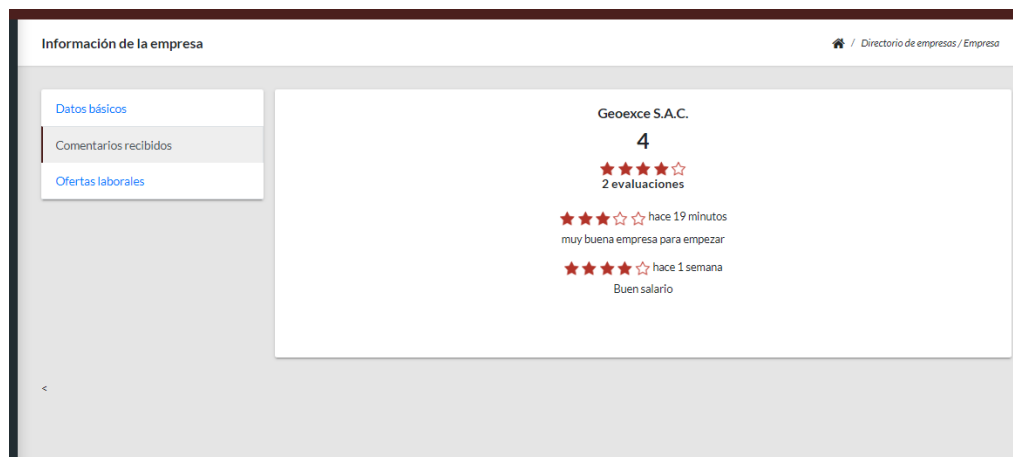 Información de la empresa
/ Directorio de empresas / Empresa
Datos básicos
Comentarios recibidos
Ofertas laborales
Geoexce S.A.C.
4
2 evaluaciones
hace 19 minutos
muy buena empresa para empezar
hace 1 semana
Buen salario
<